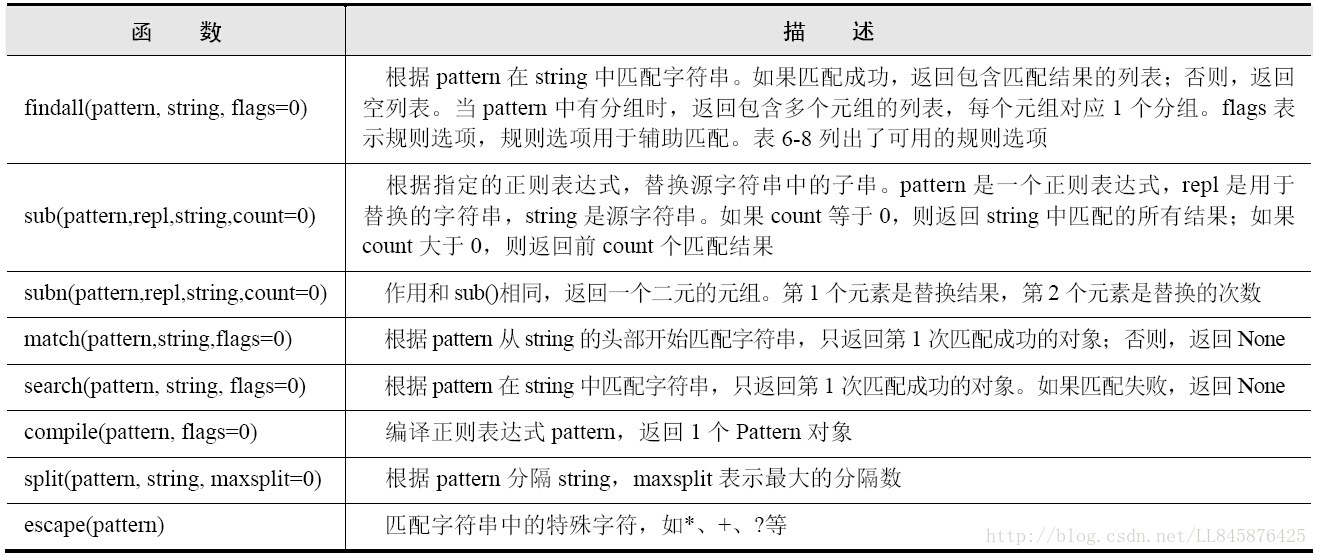 函 数
描 述
findall(pattern, string, flags=0)
根据 pattern 在 string 中匹配字符串。如果匹配成功，返回包含匹配结果的列表；否则，返回
空列表。当 pattern 中有分组时，返回包含多个元组的列表，每个元组对应 1 个分组。flags 表
示规则选项，规则选项用于辅助匹配。表 6-8 列出了可用的规则选项
sub(pattern,repl,string,count=0)
根据指定的正则表达式，替换源字符串中的子串。pattern 是一个正则表达式，repl 是用于
替换的字符串，string 是源字符串。如果 count 等于 0，则返回 string 中匹配的所有结果；如果
count 大于 0，则返回前 count 个匹配结果
subn(pattern,repl,string,count=0)
作用和 sub()相同，返回一个二元的元组。第 1 个元素是替换结果，第 2 个元素是替换的次数
match(pattern,string,flags=0)
根据 pattern 从 string 的头部开始匹配字符串，只返回第 1 次匹配成功的对象；否则，返回 None
search(pattern, string, flags=0)
根据 pattern 在 string 中匹配字符串，只返回第 1 次匹配成功的对象。如果匹配失败，返回 None
compile(pattern, flags=0)
编译正则表达式 pattern，返回 1 个 Pattern 对象
split(pattern, string, maxsplit=0)
根据 pattern 分隔 string，maxsplit 表示最大的分隔数
escape(pattern)
匹配字符串中的特殊字符，如*、+、?等
http://blog.csdn.net/LL845876425